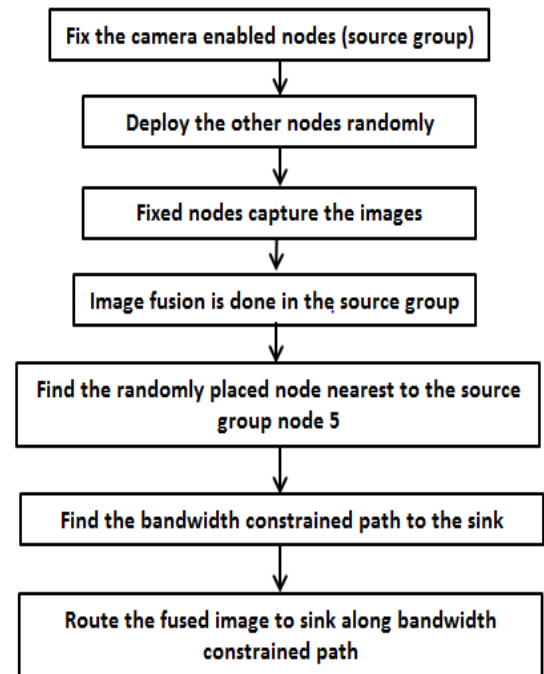 Fix the camera enabled nodes (source group)
Deploy the other nodes randomly
Fixed nodes capture the images
Image fusion is done in the source group
Find the randomly placed node nearest to the source
group node 5
Find the bandwidth constrained path to the sink
Route the fused image to sink along bandwidth
constrained path